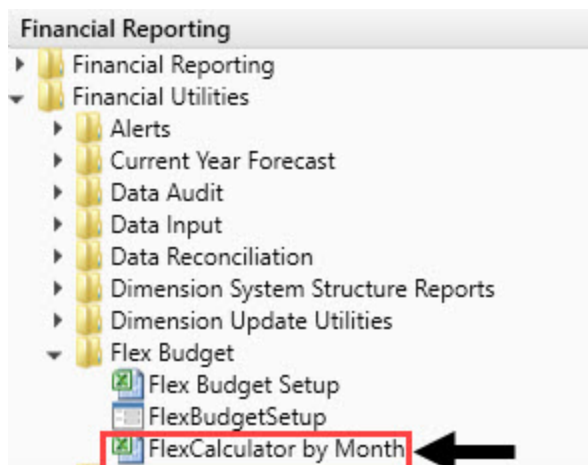 Financial Reporting
Financial Reporting
Financial Utilities
Alerts
Current Year Forecast
Data Audit
Data Input
Data Reconciliation
Dimension System Structure Reports
Dimension Update Utilities
Flex Budget
Flex Budget Setup
FlexBudgetSetup
FlexCalculator by Month